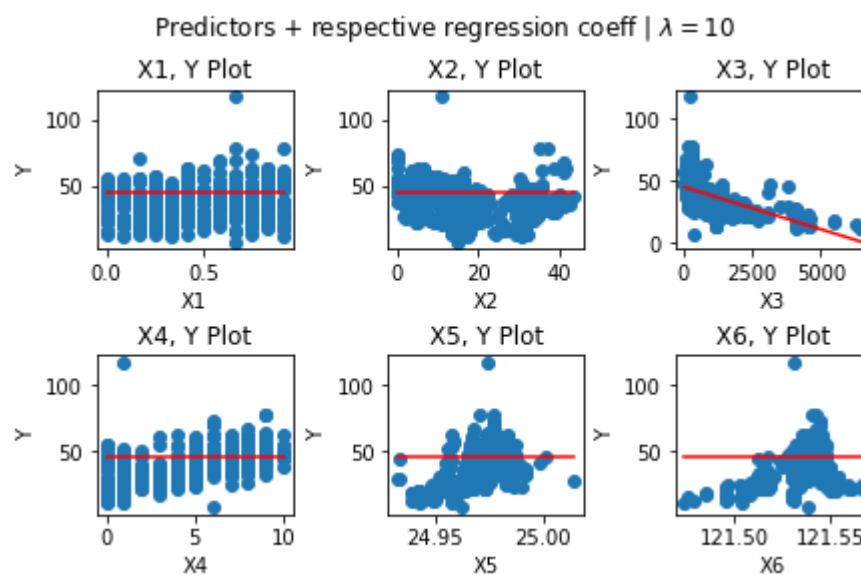 Predictors + respective regression coeff | λ = 10
X1, Y Plot
100
50
Y
0.0 0.5
X1
X2, Y Plot
100
50
Y
0 20 40
X2
X3, Y Plot
100
50
0
Y
0 2500 5000
X3
X4, Y Plot
100
50
Y
0 5 10
X4
X5, Y Plot
100
50
Y
24.95 25.00
X5
X6, Y Plot
100
50
Y
121.50 121.55
X6